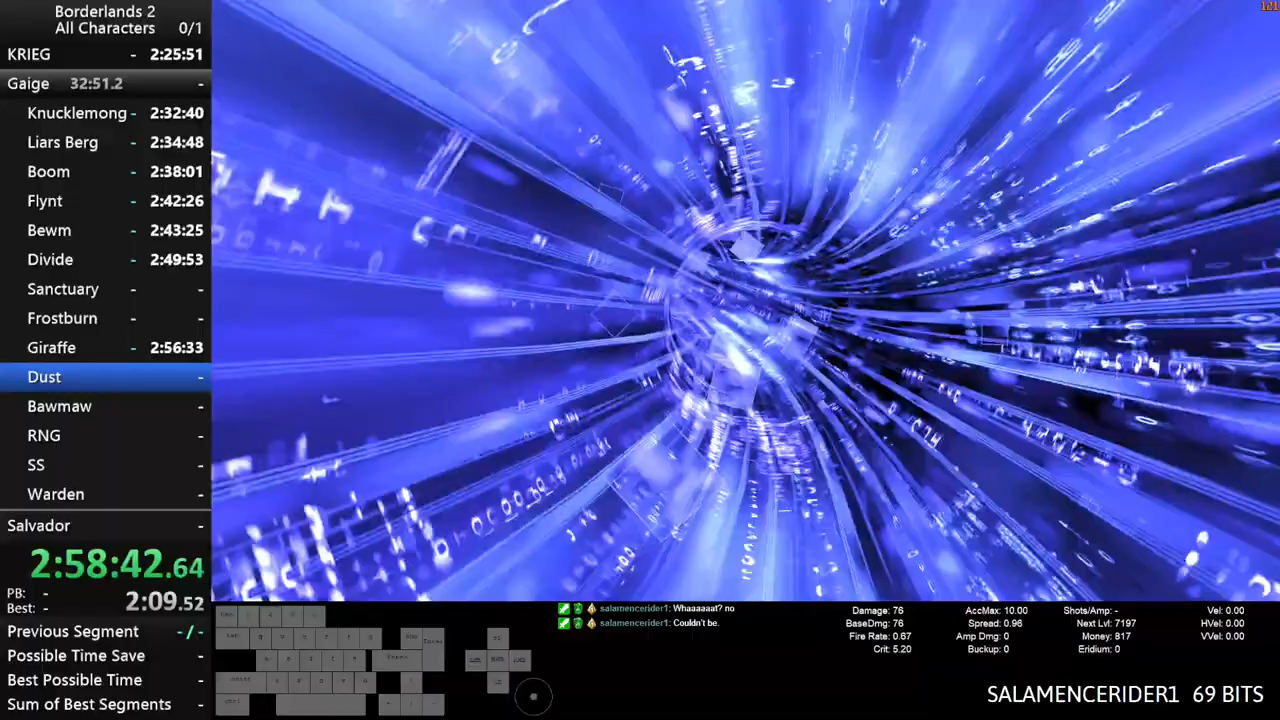 Borderlands 2
All Characters 0/1
KRIEG - 2:25:51
Gaige 32:51.2 -
Knucklemong - 2:32:40
Liars Berg - 2:34:48
Boom - 2:38:01
Flynt - 2:42:26
Bewm - 2:43:25
Divide - 2:49:53
Sanctuary - -
Frostburn - -
Giraffe - 2:56:33
Dust -
Bawmaw -
RNG -
SS -
Warden -
Salvador -
2:58:42.64
PB: -
Best: - 2:09.52
Previous Segment - / -
Possible Time Save -
Best Possible Time -
Sum of Best Segments -
121
salamencerider1: Whaaaaaat? no
salamencerider1: Couldn't be.
Damage: 76 AccMax: 10.00 Shots/Amp: - Vel: 0.00
BaseDmg: 76 Spread: 0.96 Next Lvl: 7197 HVel: 0.00
Fire Rate: 0.67 Amp Dmg: 0 Money: 817 VVel: 0.00
Crit: 5.20 Buckup: 0 Eridium: 0
SALAMENCERIDER1 69 BITS